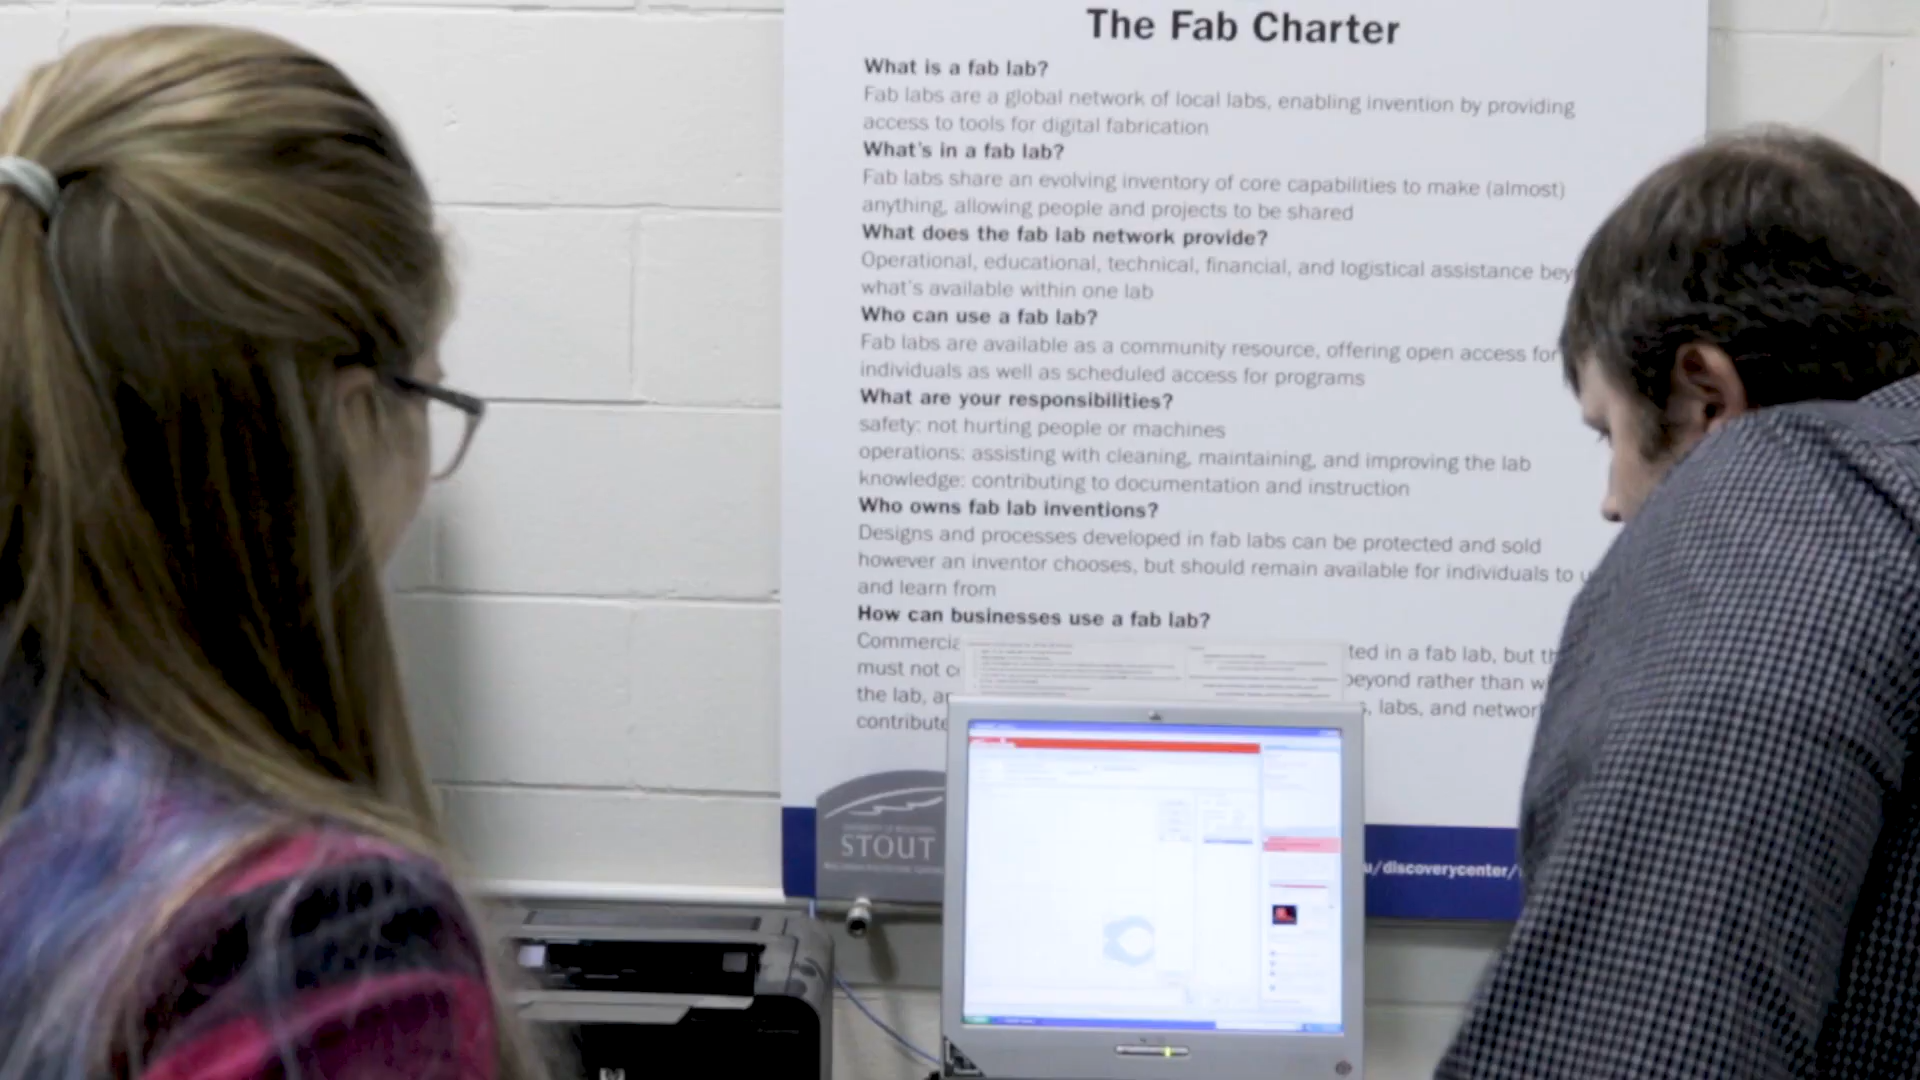 The Fab Charter
What is a fab lab?
Fab labs are a global network of local labs, enabling invention by providing
access to tools for digital fabrication
What's in a fab lab?
Fab labs share an evolving inventory of core capabilities to make (almost)
anything, allowing people and projects to be shared
What does the fab lab network provide?
Operational, educational, technical, financial, and logistical assistance bey
what's available within one lab
Who can use a fab lab?
Fab labs are available as a community resource, offering open access for
individuals as well as scheduled access for programs
What are your responsibilities?
safety: not hurting people or machines
operations: assisting with cleaning, maintaining, and improving the lab
knowledge: contributing to documentation and instruction
Who owns fab lab inventions?
Designs and processes developed in fab labs can be protected and sold
however an inventor chooses, but should remain available for individuals to u
and learn from
How can businesses use a fab lab?
Commercia ted in a fab lab, but th
must not c beyond rather than w
the lab, an s, labs, and networ
contribute
STOUT
u/discoverycenter/
hp